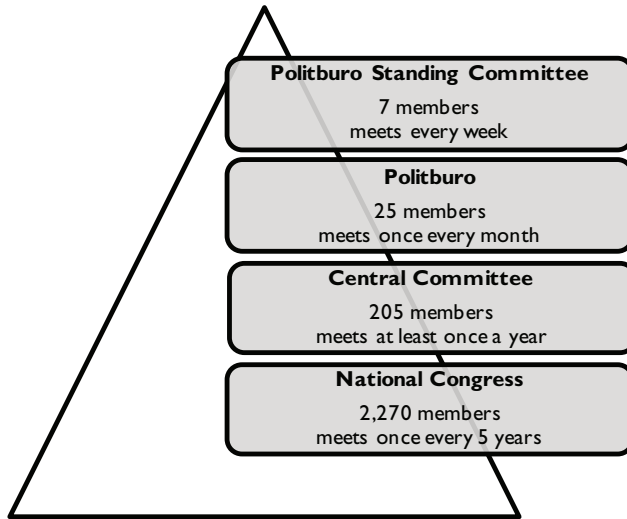 Politburo Standing Committee
7 members
meets every week
Politburo
25 members
meets once every month
Central Committee
205 members
meets at least once a year
National Congress
2,270 members
meets once every 5 years